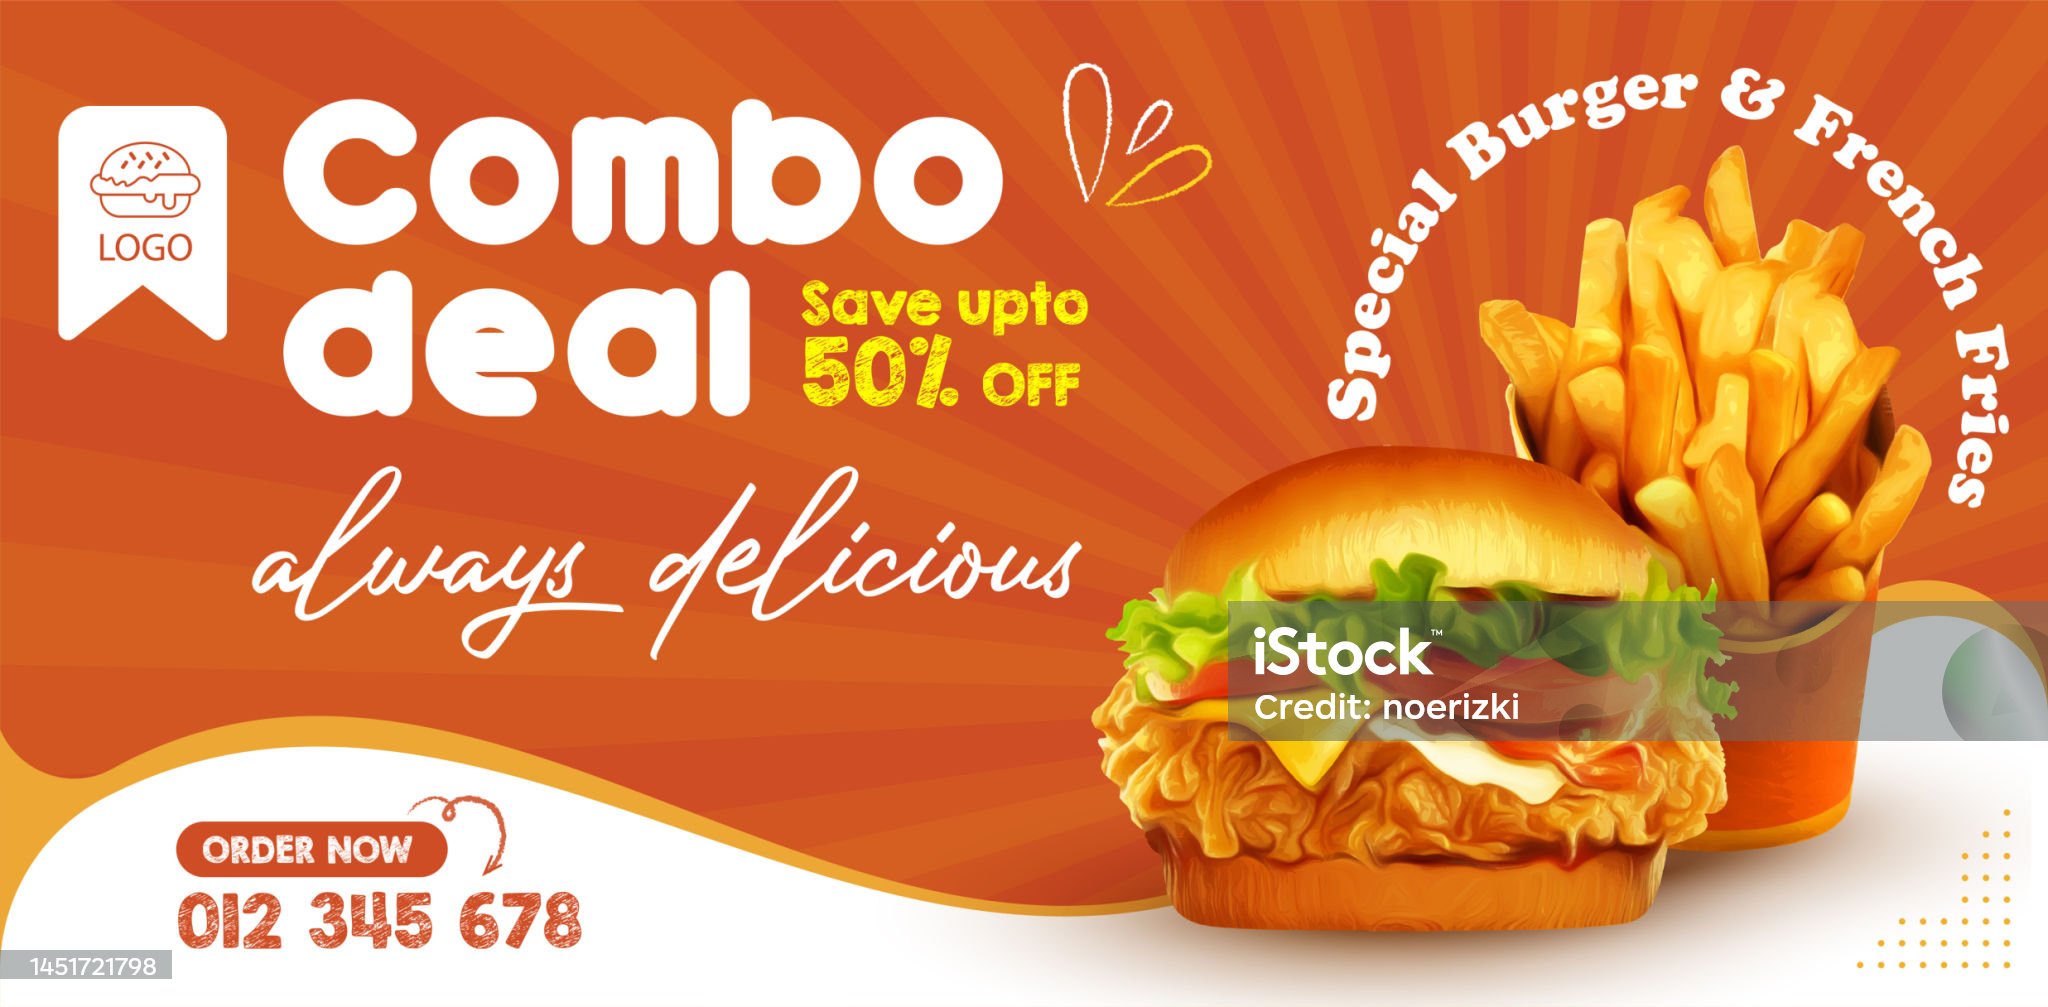 LOGO
Combo
deal
Save upto
50% OFF
always delicious
Special Burger & French Fries
iStock™
Credit: noerizki
ORDER NOW
012 345 678
1451721798